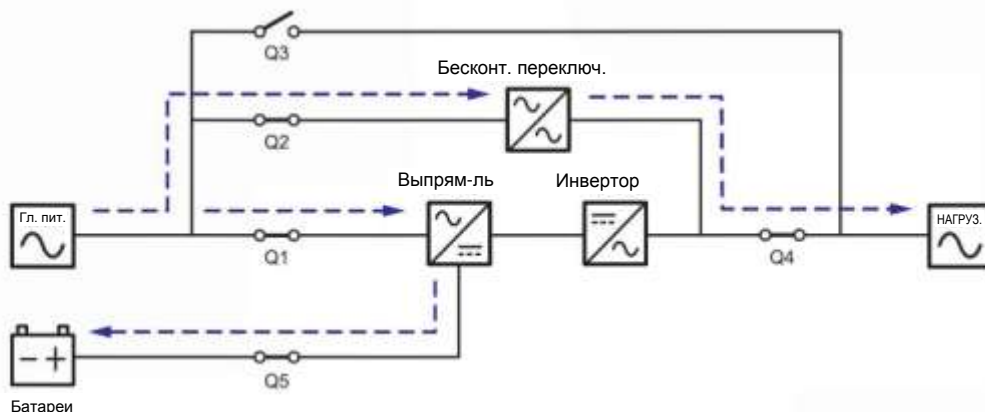 Q3
Бесконт. переключ.
Q2
Выпрям-ль
Инвертор
Гл. пит.
НАГРУЗ.
Q1
Q4
Q5
Батареи